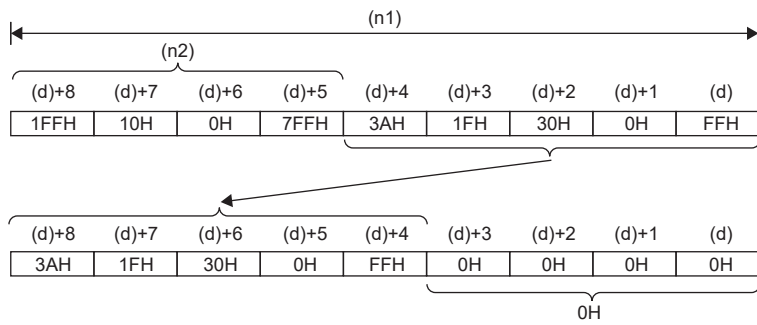 (n1)
(n2)
(d)+8 (d)+7 (d)+6 (d)+5 (d)+4 (d)+3 (d)+2 (d)+1 (d)
1FFH 10H 0H 7FFH 3AH 1FH 30H 0H FFH
(d)+8 (d)+7 (d)+6 (d)+5 (d)+4 (d)+3 (d)+2 (d)+1 (d)
3AH 1FH 30H 0H FFH 0H 0H 0H 0H
0H